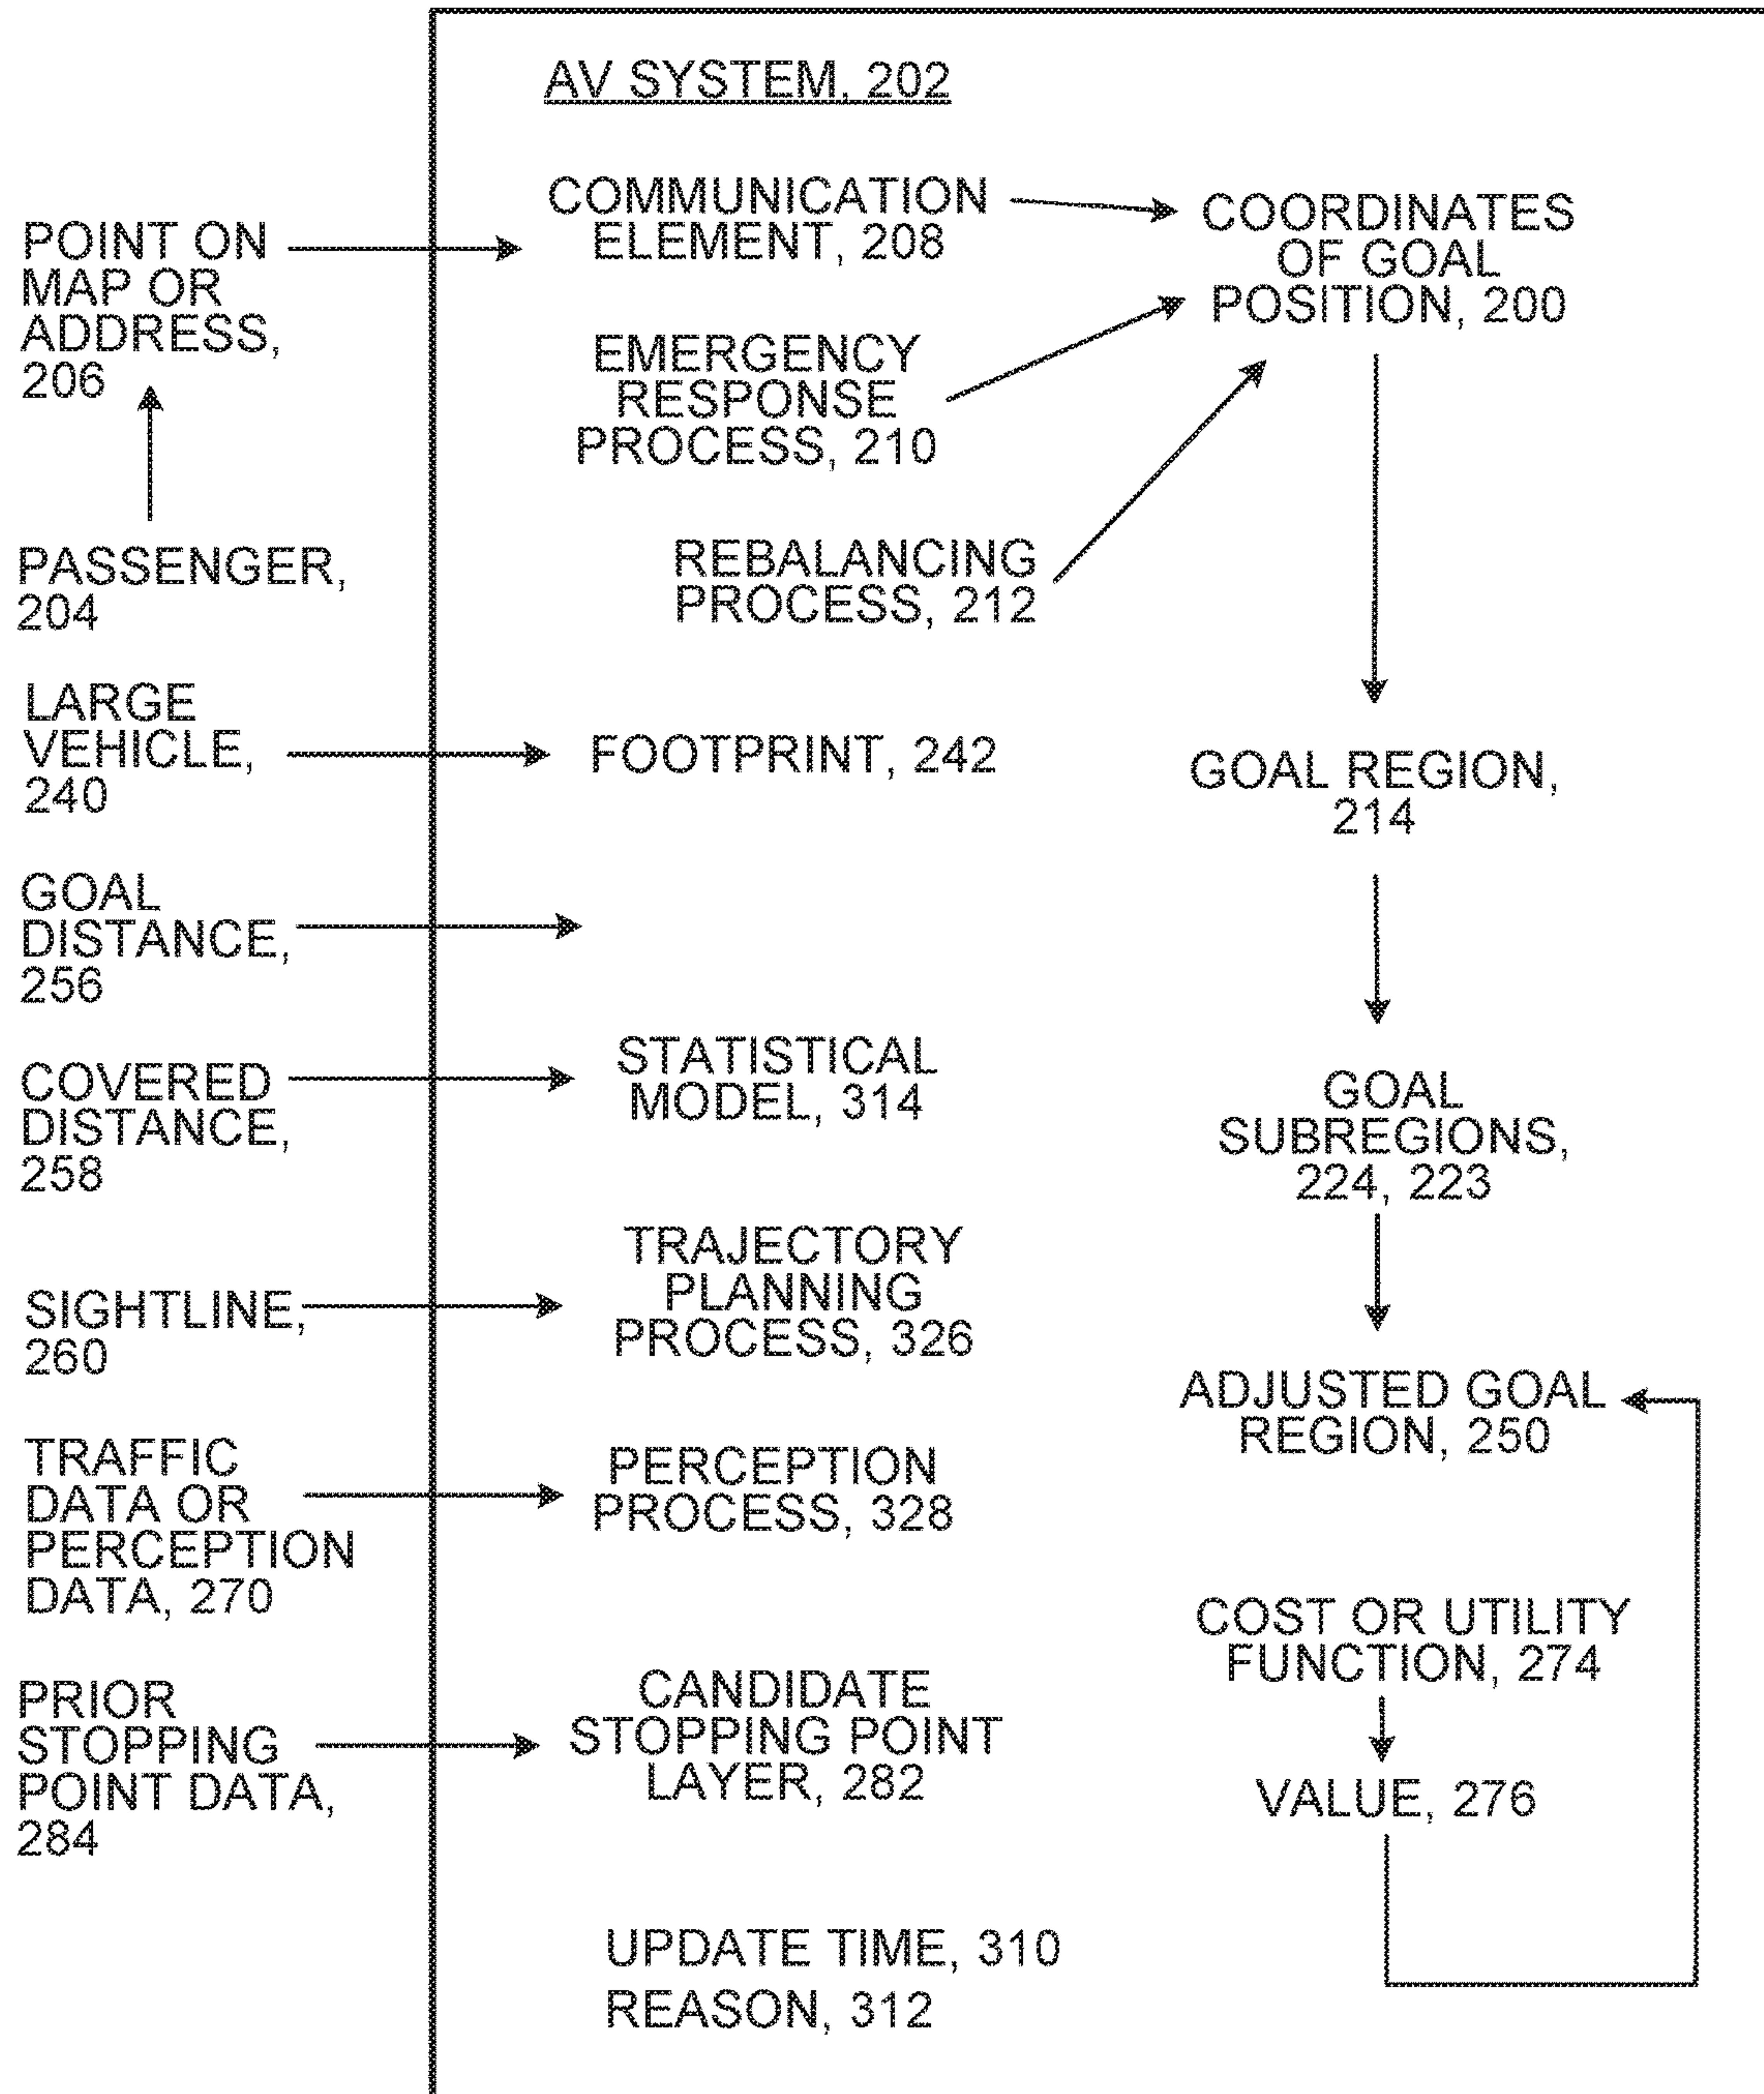 AV SYSTEM, 202
POINT ON
MAP OR
ADDRESS,
206
PASSENGER,
204
LARGE
VEHICLE,
240
GOAL
DISTANCE,
256
COVERED
DISTANCE,
258
SIGHTLINE,
260
TRAFFIC
DATA OR
PERCEPTION
DATA, 270
PRIOR
STOPPING
POINT DATA,
284
COMMUNICATION
ELEMENT, 208
EMERGENCY
RESPONSE
PROCESS, 210
REBALANCING
PROCESS, 212
FOOTPRINT, 242
STATISTICAL
MODEL, 314
TRAJECTORY
PLANNING
PROCESS, 326
PERCEPTION
PROCESS, 328
CANDIDATE
STOPPING POINT
LAYER, 282
UPDATE TIME, 310
REASON, 312
COORDINATES
OF GOAL
POSITION, 200
GOAL REGION,
214
GOAL
SUBREGIONS,
224, 223
ADJUSTED GOAL
REGION, 250
COST OR UTILITY
FUNCTION, 274
VALUE, 276